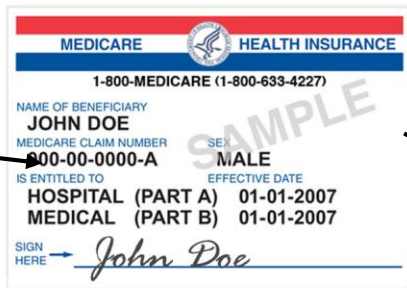 MEDICARE HEALTH INSURANCE
1-800-MEDICARE (1-800-633-4227)
NAME OF BENEFICIARY
JOHN DOE
MEDICARE CLAIM NUMBER SEX
000-00-0000-A MALE
IS ENTITLED TO EFFECTIVE DATE
HOSPITAL (PART A) 01-01-2007
MEDICAL (PART B) 01-01-2007
SIGN
HERE John Doe
SAMPLE